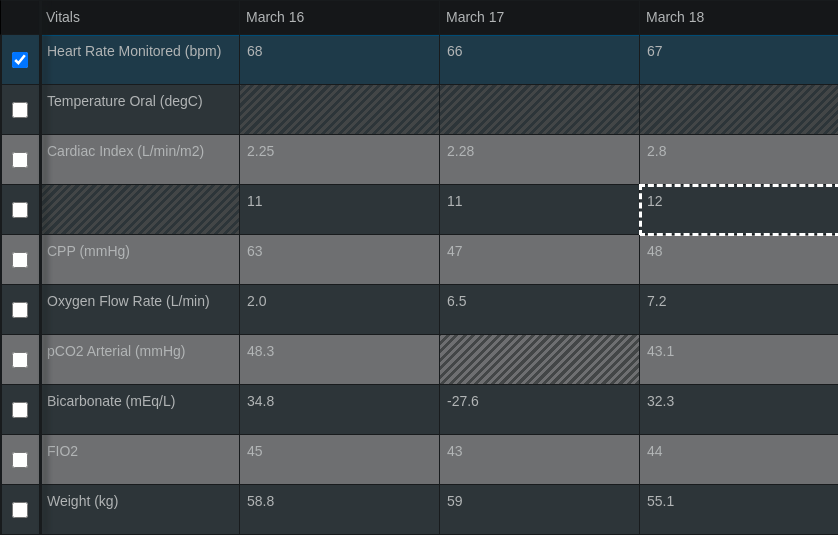 Vitals March 16 March 17 March 18
Heart Rate Monitored (bpm) 68 66 67
Temperature Oral (degC)
Cardiac Index (L/min/m2) 2.25 2.28 2.8
11 11 12
CPP (mmHg) 63 47 48
Oxygen Flow Rate (L/min) 2.0 6.5 7.2
pCO2 Arterial (mmHg) 48.3 43.1
Bicarbonate (mEq/L) 34.8 -27.6 32.3
FIO2 45 43 44
Weight (kg) 58.8 59 55.1